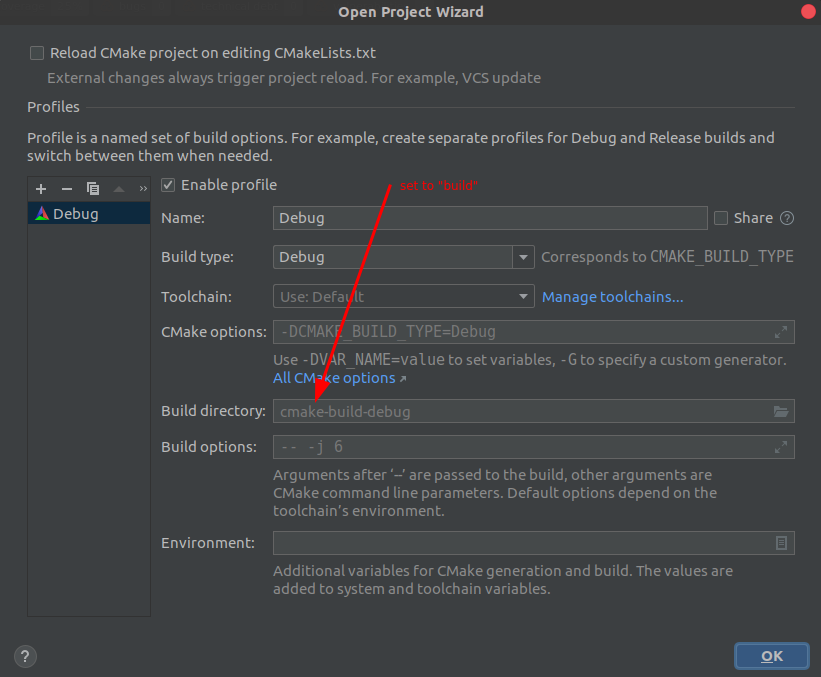 Open Project Wizard
Reload CMake project on editing CMakeLists.txt
External changes always trigger project reload. For example, VCS update
Profiles
Profile is a named set of build options. For example, create separate profiles for Debug and Release builds and
switch between them when needed.
Enable profile
set to "build"
Debug
Name: Debug Share
Build type: Debug Corresponds to CMAKE_BUILD_TYPE
Toolchain: Use: Default Manage toolchains...
CMake options: -DCMAKE_BUILD_TYPE=Debug
Use -DVAR_NAME=value to set variables, -G to specify a custom generator.
All CMake options ↗
Build directory: cmake-build-debug
Build options: -- -j 6
Arguments after ‘--’ are passed to the build, other arguments are
CMake command line parameters. Default options depend on the
toolchain’s environment.
Environment:
Additional variables for CMake generation and build. The values are
added to system and toolchain variables.
? OK